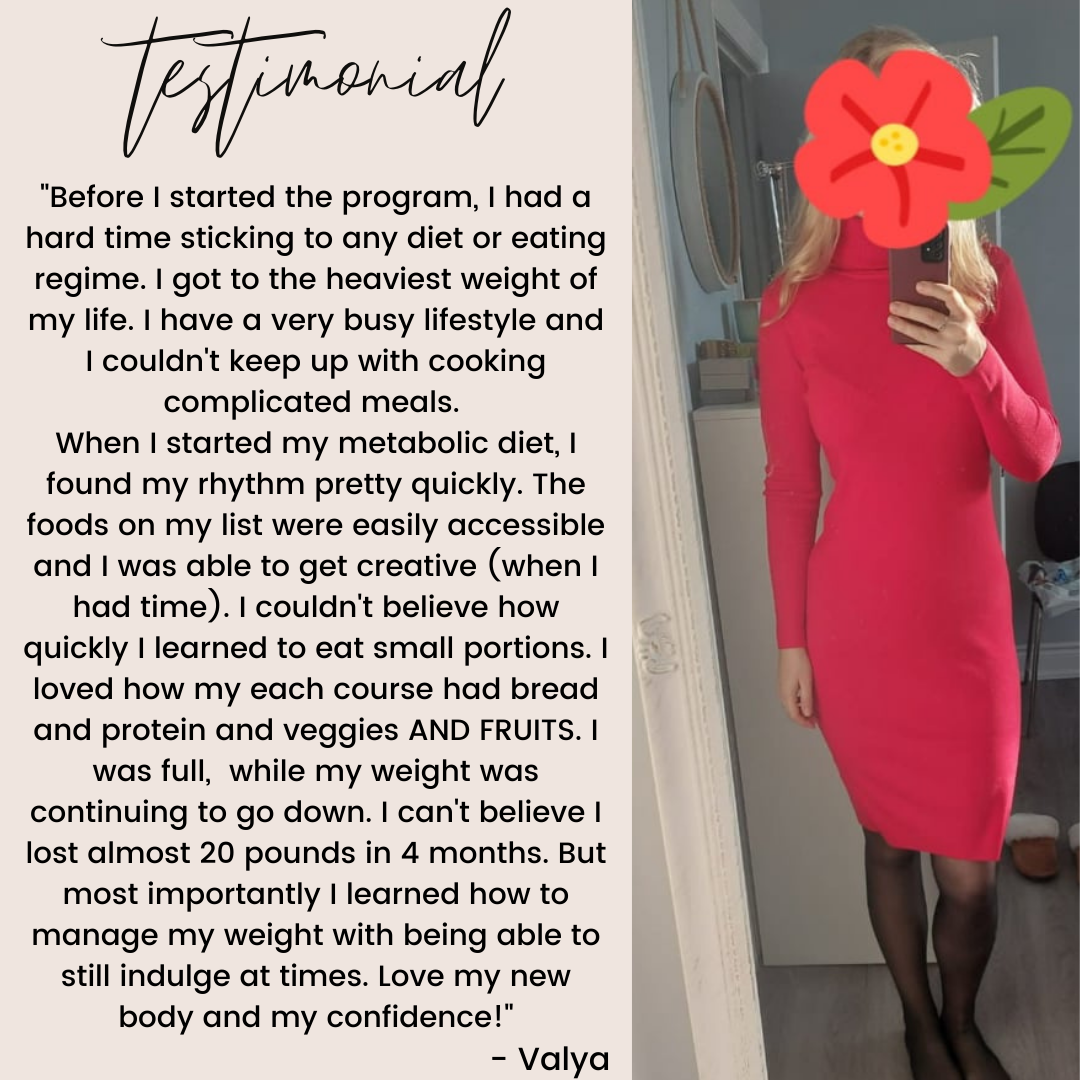 testimonial
"Before I started the program, I had a
hard time sticking to any diet or eating
regime. I got to the heaviest weight of
my life. I have a very busy lifestyle and
I couldn't keep up with cooking
complicated meals.
When I started my metabolic diet, I
found my rhythm pretty quickly. The
foods on my list were easily accessible
and I was able to get creative (when I
had time). I couldn't believe how
quickly I learned to eat small portions. I
loved how my each course had bread
and protein and veggies AND FRUITS. I
was full,  while my weight was
continuing to go down. I can't believe I
lost almost 20 pounds in 4 months. But
most importantly I learned how to
manage my weight with being able to
still indulge at times. Love my new
body and my confidence!"
- Valya